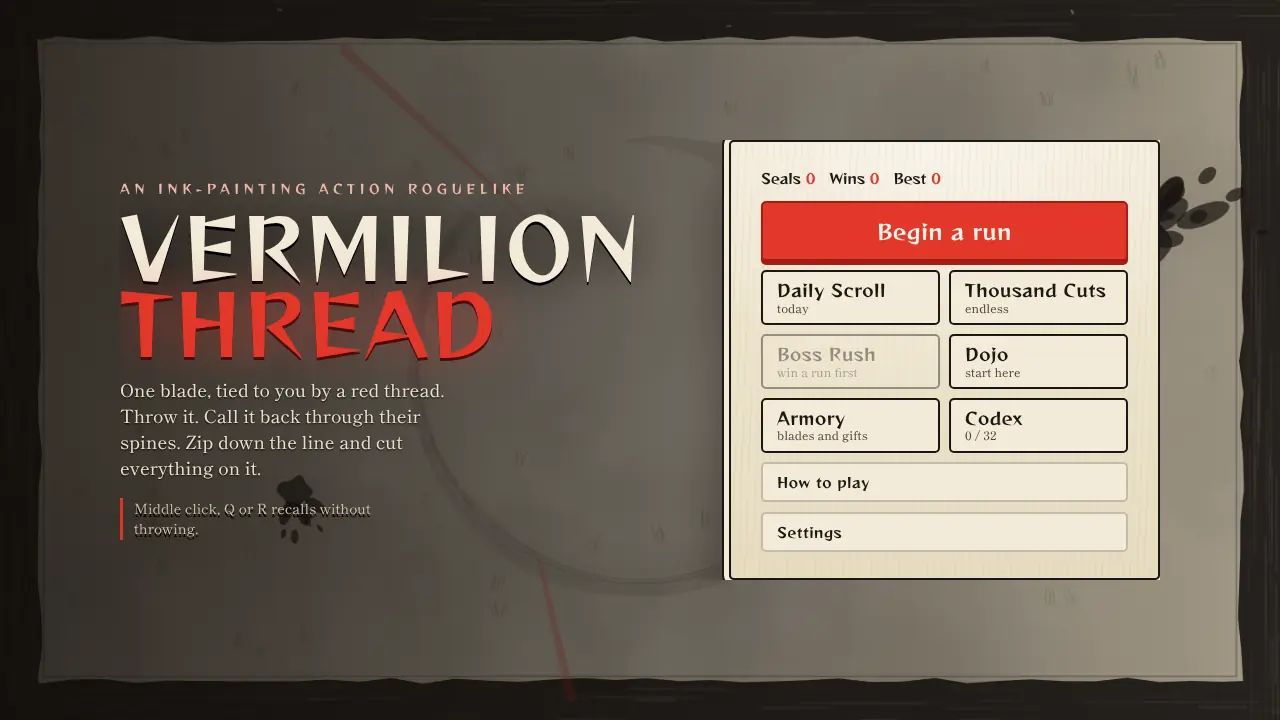 AN INK-PAINTING ACTION ROGUELIKE
VERMILION
THREAD
One blade, tied to you by a red thread.
Throw it. Call it back through their
spines. Zip down the line and cut
everything on it.
Middle click, Q or R recalls without
throwing.
Seals 0 Wins 0 Best 0
Begin a run
Daily Scroll
today
Thousand Cuts
endless
Boss Rush
win a run first
Dojo
start here
Armory
blades and gifts
Codex
0 / 32
How to play
Settings